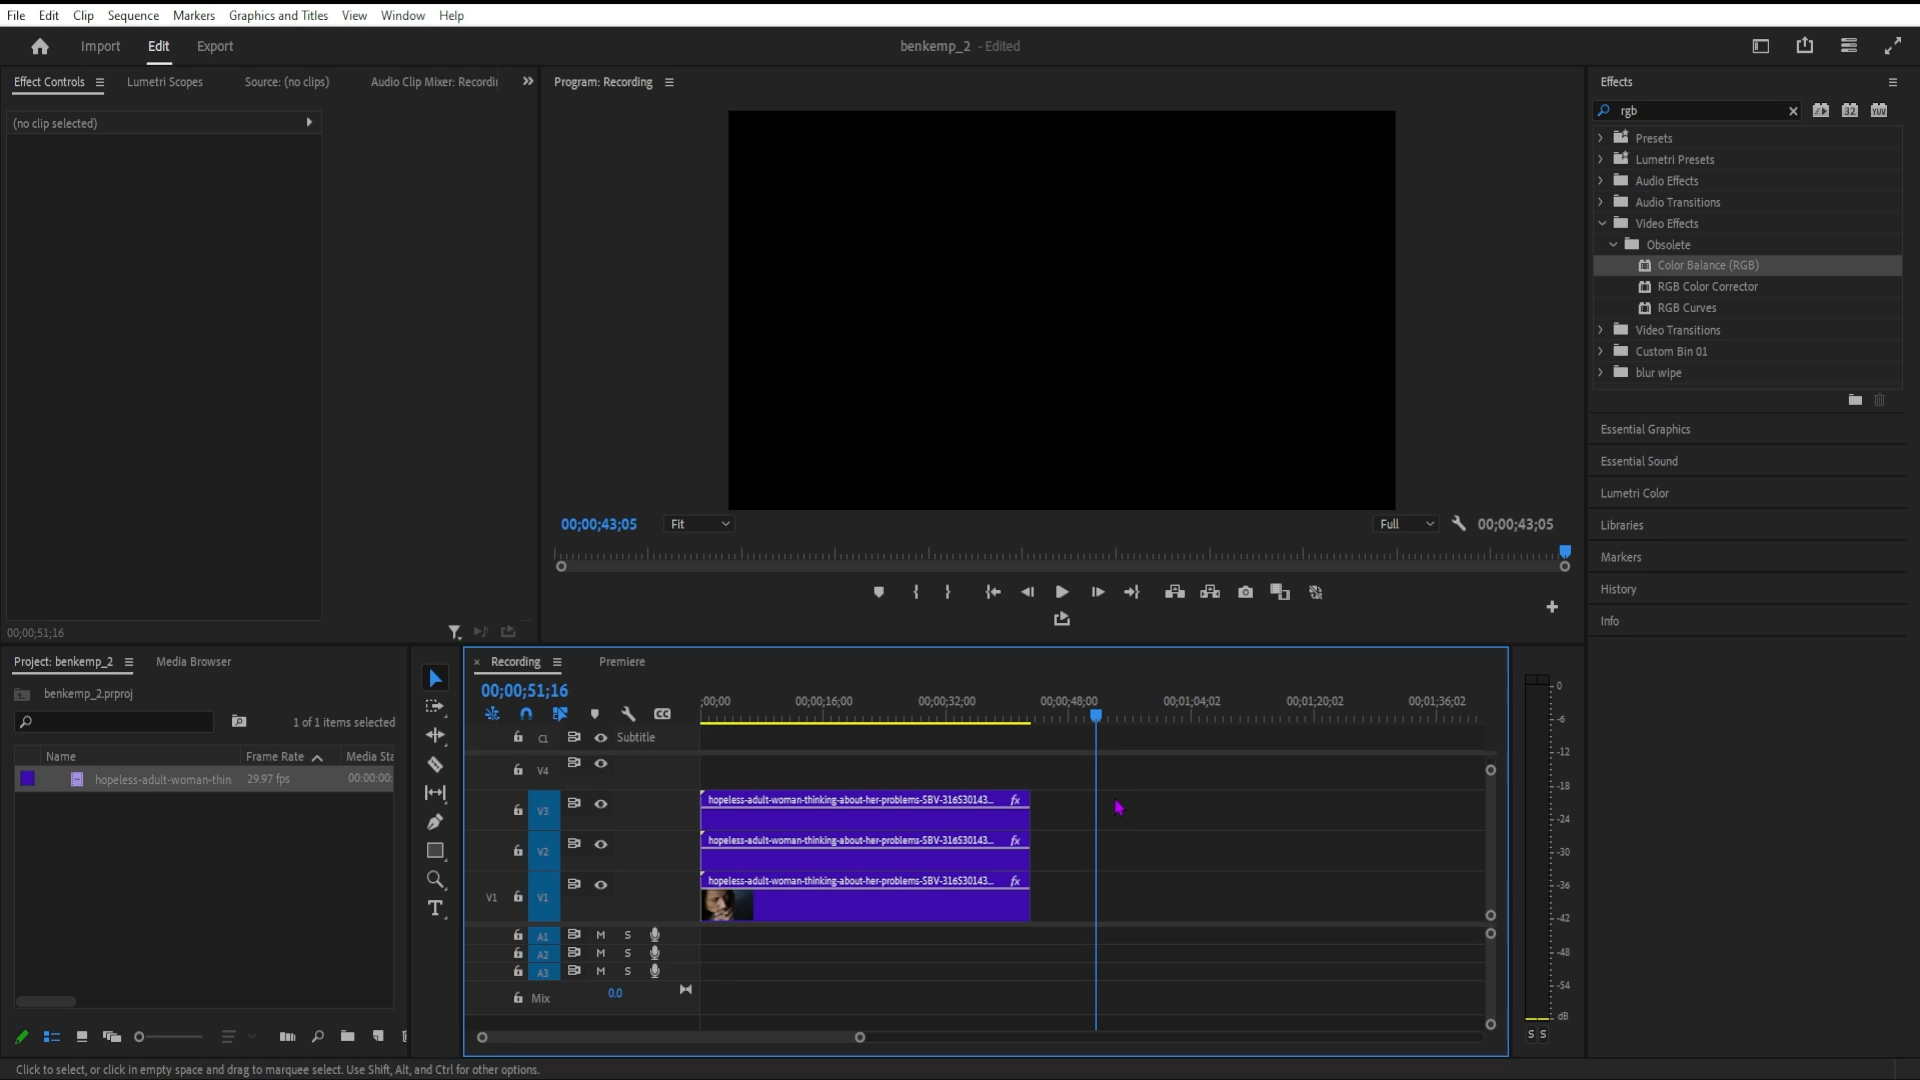 File Edit Clip Sequence Markers Graphics and Titles View Window Help
Import Edit Export benkemp_2 - Edited
Effect Controls Lumetri Scopes Source: (no clips) Audio Clip Mixer: Recordi
(no clip selected)
00;00;51;16
Program: Recording
00;00;43;05 Fit Full 00;00;43;05
Effects
rgb 32 YUV
Presets
Lumetri Presets
Audio Effects
Audio Transitions
Video Effects
Obsolete
Color Balance (RGB)
RGB Color Corrector
RGB Curves
Video Transitions
Custom Bin 01
blur wipe
Essential Graphics
Essential Sound
Lumetri Color
Libraries
Markers
History
Info
Project: benkemp_2 Media Browser
benkemp_2.prproj
1 of 1 items selected
Name Frame Rate Media Sta
hopeless-adult-woman-thin 29.97 fps 00:00:00:
T
× Recording Premiere
00;00;51;16
;00;00 00;00;16;00 00;00;32;00 00;00;48;00 00;01;04;02 00;01;20;02 00;01;36;02
CC
C1 Subtitle
V4
V3 hopeless-adult-woman-thinking-about-her-problems-SBV-316530143... fx
V2 hopeless-adult-woman-thinking-about-her-problems-SBV-316530143... fx
V1 V1 hopeless-adult-woman-thinking-about-her-problems-SBV-316530143... fx
A1 M S
A2 M S
A3 M S
Mix 0.0
0
-6
-12
-18
-24
-30
-36
-42
-48
-54
dB
S S
Click to select, or click in empty space and drag to marquee select. Use Shift, Alt, and Ctrl for other options.